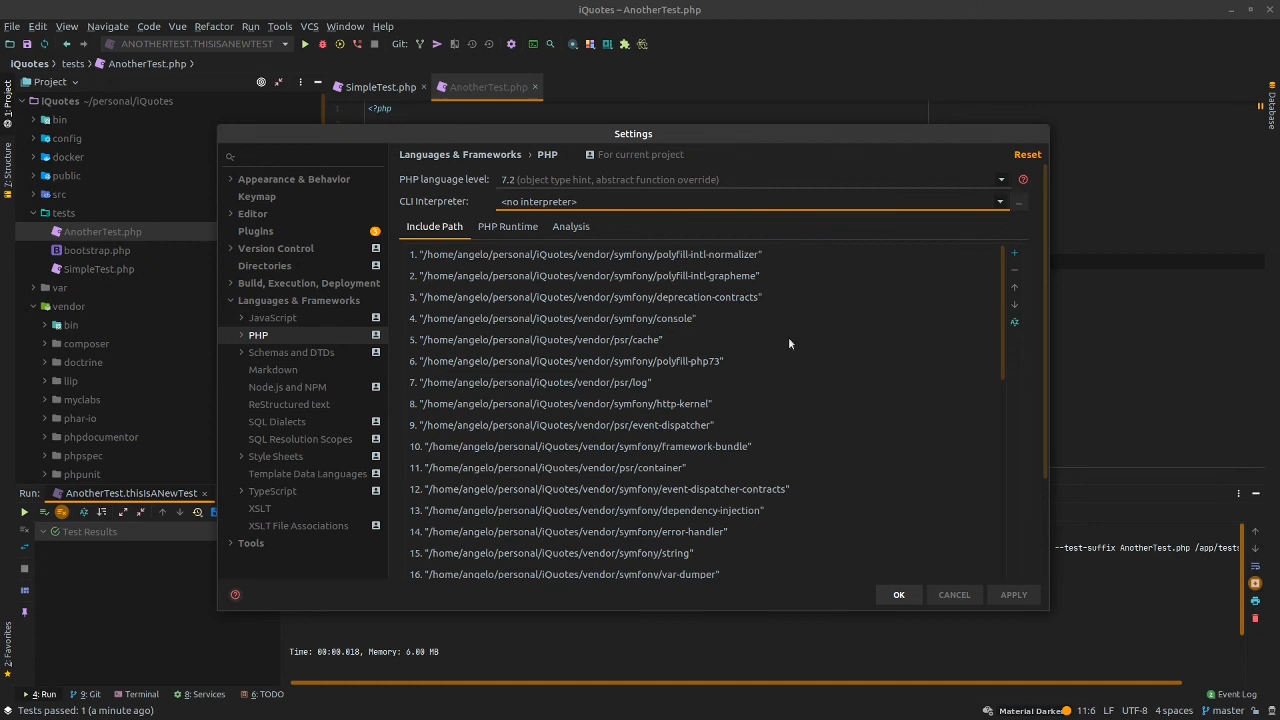 iQuotes – AnotherTest.php
File Edit View Navigate Code Vue Refactor Run Tools VCS Window Help
ANOTHERTEST.THISISANEWTEST
Git:
iQuotes tests AnotherTest.php
Project
SimpleTest.php
AnotherTest.php
1: Project
Z: Structure
2: Favorites
Database
iQuotes ~/personal/iQuotes
bin
config
docker
public
src
tests
AnotherTest.php
bootstrap.php
SimpleTest.php
var
vendor
bin
composer
doctrine
liip
myclabs
phar-io
phpdocumentor
phpspec
phpunit
1
<?php
Settings
Appearance & Behavior
Keymap
Editor
Plugins
3
Version Control
Directories
Build, Execution, Deployment
Languages & Frameworks
JavaScript
PHP
Schemas and DTDs
Markdown
Node.js and NPM
ReStructured text
SQL Dialects
SQL Resolution Scopes
Style Sheets
Template Data Languages
TypeScript
XSLT
XSLT File Associations
Tools
Languages & Frameworks › PHP
For current project
Reset
PHP language level:
7.2 (object type hint, abstract function override)
CLI Interpreter:
<no interpreter>
...
Include Path
PHP Runtime
Analysis
1. "/home/angelo/personal/iQuotes/vendor/symfony/polyfill-intl-normalizer"
2. "/home/angelo/personal/iQuotes/vendor/symfony/polyfill-intl-grapheme"
3. "/home/angelo/personal/iQuotes/vendor/symfony/deprecation-contracts"
4. "/home/angelo/personal/iQuotes/vendor/symfony/console"
5. "/home/angelo/personal/iQuotes/vendor/psr/cache"
6. "/home/angelo/personal/iQuotes/vendor/symfony/polyfill-php73"
7. "/home/angelo/personal/iQuotes/vendor/psr/log"
8. "/home/angelo/personal/iQuotes/vendor/symfony/http-kernel"
9. "/home/angelo/personal/iQuotes/vendor/psr/event-dispatcher"
10. "/home/angelo/personal/iQuotes/vendor/symfony/framework-bundle"
11. "/home/angelo/personal/iQuotes/vendor/psr/container"
12. "/home/angelo/personal/iQuotes/vendor/symfony/event-dispatcher-contracts"
13. "/home/angelo/personal/iQuotes/vendor/symfony/dependency-injection"
14. "/home/angelo/personal/iQuotes/vendor/symfony/error-handler"
15. "/home/angelo/personal/iQuotes/vendor/symfony/string"
16. "/home/angelo/personal/iQuotes/vendor/symfony/var-dumper"
OK
CANCEL
APPLY
Run:
AnotherTest.thisIsANewTest
Test Results
--test-suffix AnotherTest.php /app/tests
Time: 00:00.018, Memory: 6.00 MB
4: Run
9: Git
Terminal
8: Services
6: TODO
Event Log
Tests passed: 1 (a minute ago)
Material Darker
11:6 LF UTF-8 4 spaces master